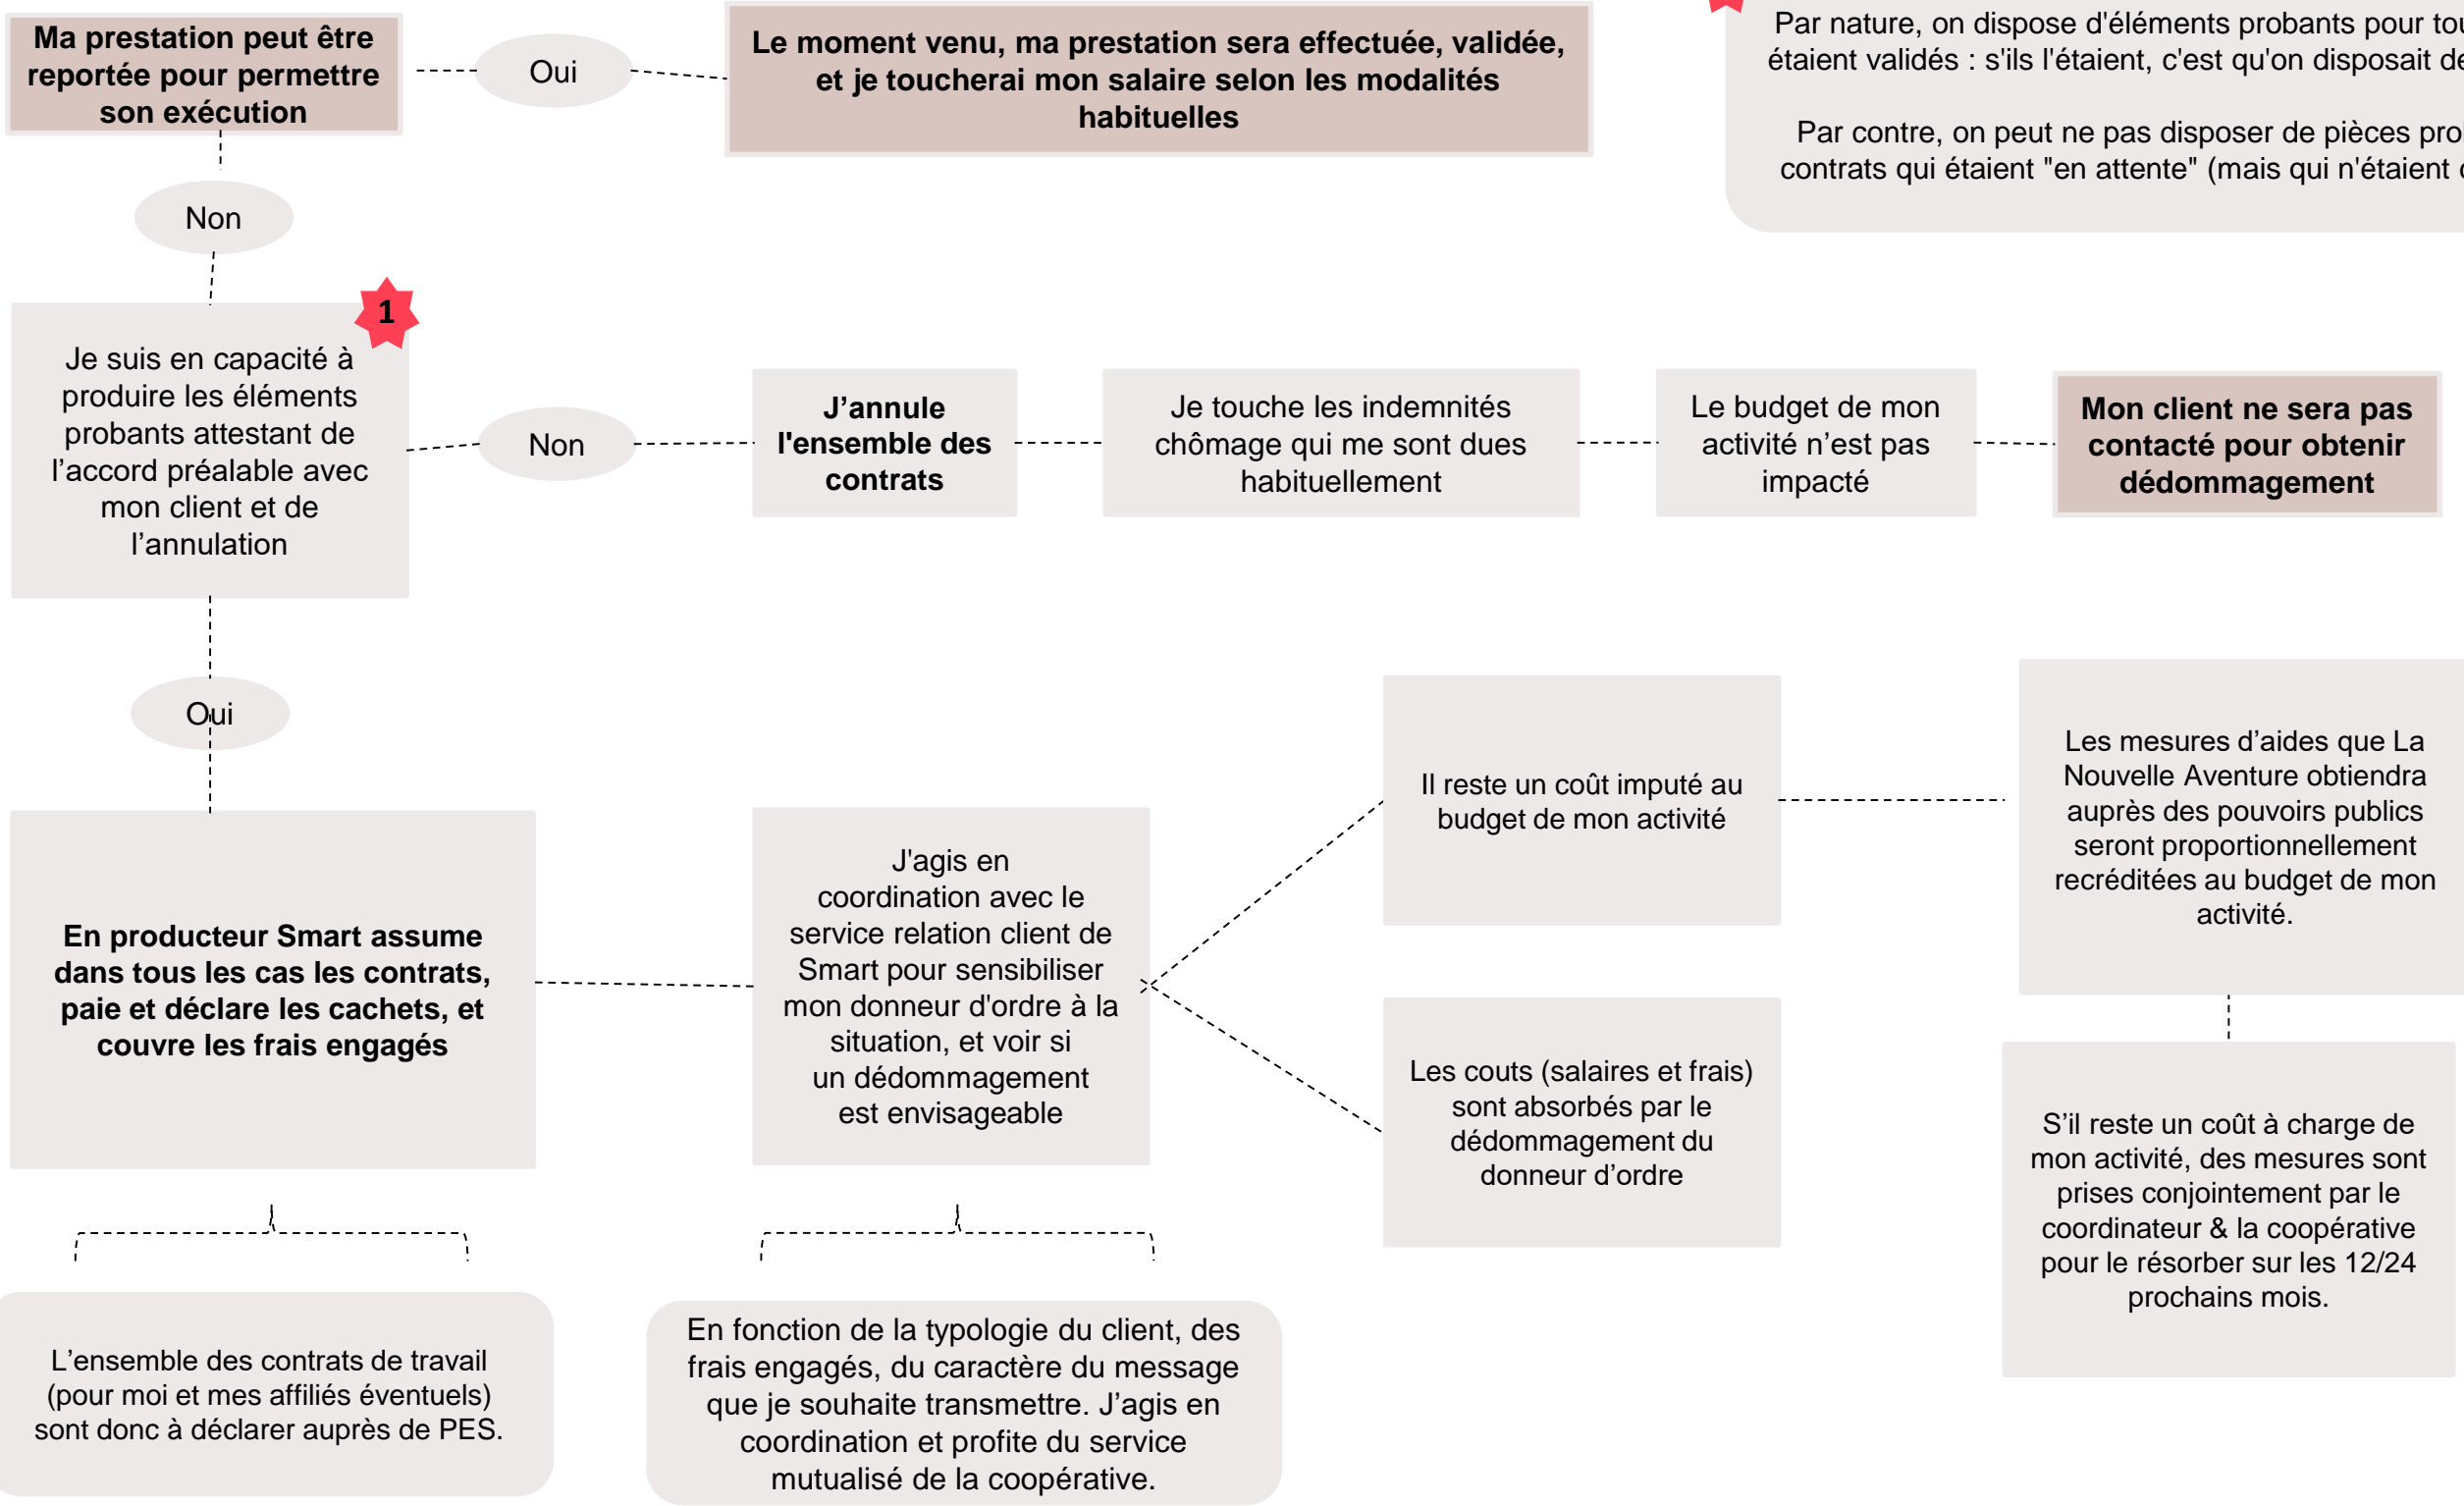 Ma prestation peut être
reportée pour permettre
son exécution
Oui
Le moment venu, ma prestation sera effectuée, validée,
et je toucherai mon salaire selon les modalités
habituelles
Par nature, on dispose d'éléments probants pour
étaient validés : s'ils l'étaient, c'est qu'on disposait
Par contre, on peut ne pas disposer de pièces
contrats qui étaient "en attente" (mais qui n'étaient
Non
1
Je suis en capacité à
produire les éléments
probants attestant de
l’accord préalable avec
mon client et de
l’annulation
Non
J’annule
l'ensemble des
contrats
Je touche les indemnités
chômage qui me sont dues
habituellement
Le budget de mon
activité n’est pas
impacté
Mon client ne sera pas
contacté pour obtenir
dédommagement
Oui
En producteur Smart assume
dans tous les cas les contrats,
paie et déclare les cachets, et
couvre les frais engagés
J'agis en
coordination avec le
service relation client de
Smart pour sensibiliser
mon donneur d'ordre à la
situation, et voir si
un dédommagement
est envisageable
Il reste un coût imputé au
budget de mon activité
Les mesures d’aides que La
Nouvelle Aventure obtiendra
auprès des pouvoirs publics
seront proportionnellement
recréditées au budget de mon
activité.
Les couts (salaires et frais)
sont absorbés par le
dédommagement du
donneur d’ordre
S’il reste un coût à charge de
mon activité, des mesures sont
prises conjointement par le
coordinateur & la coopérative
pour le résorber sur les 12/24
prochains mois.
L’ensemble des contrats de travail
(pour moi et mes affiliés éventuels)
sont donc à déclarer auprès de PES.
En fonction de la typologie du client, des
frais engagés, du caractère du message
que je souhaite transmettre. J’agis en
coordination et profite du service
mutualisé de la coopérative.